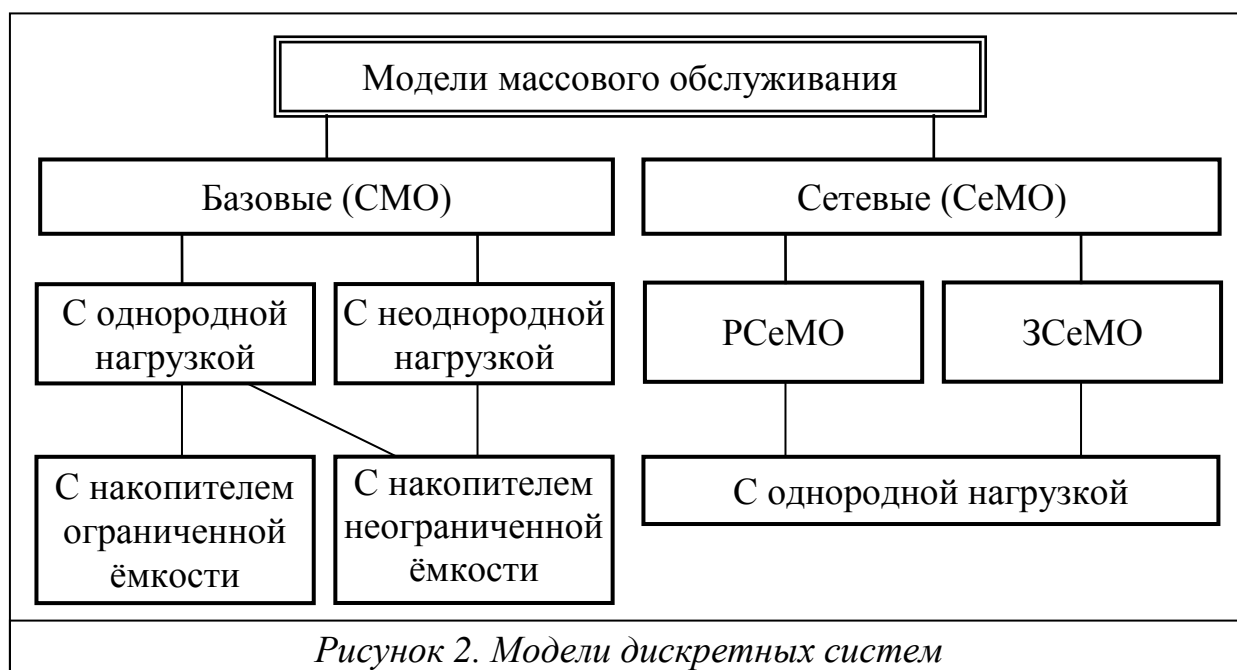 Модели массового обслуживания
Базовые (СМО)
Сетевые (СеМО)
С однородной
нагрузкой
С неоднородной
нагрузкой
РСеМО
ЗСеМО
С накопителем
ограниченной
ёмкости
С накопителем
неограниченной
ёмкости
С однородной нагрузкой
Рисунок 2. Модели дискретных систем